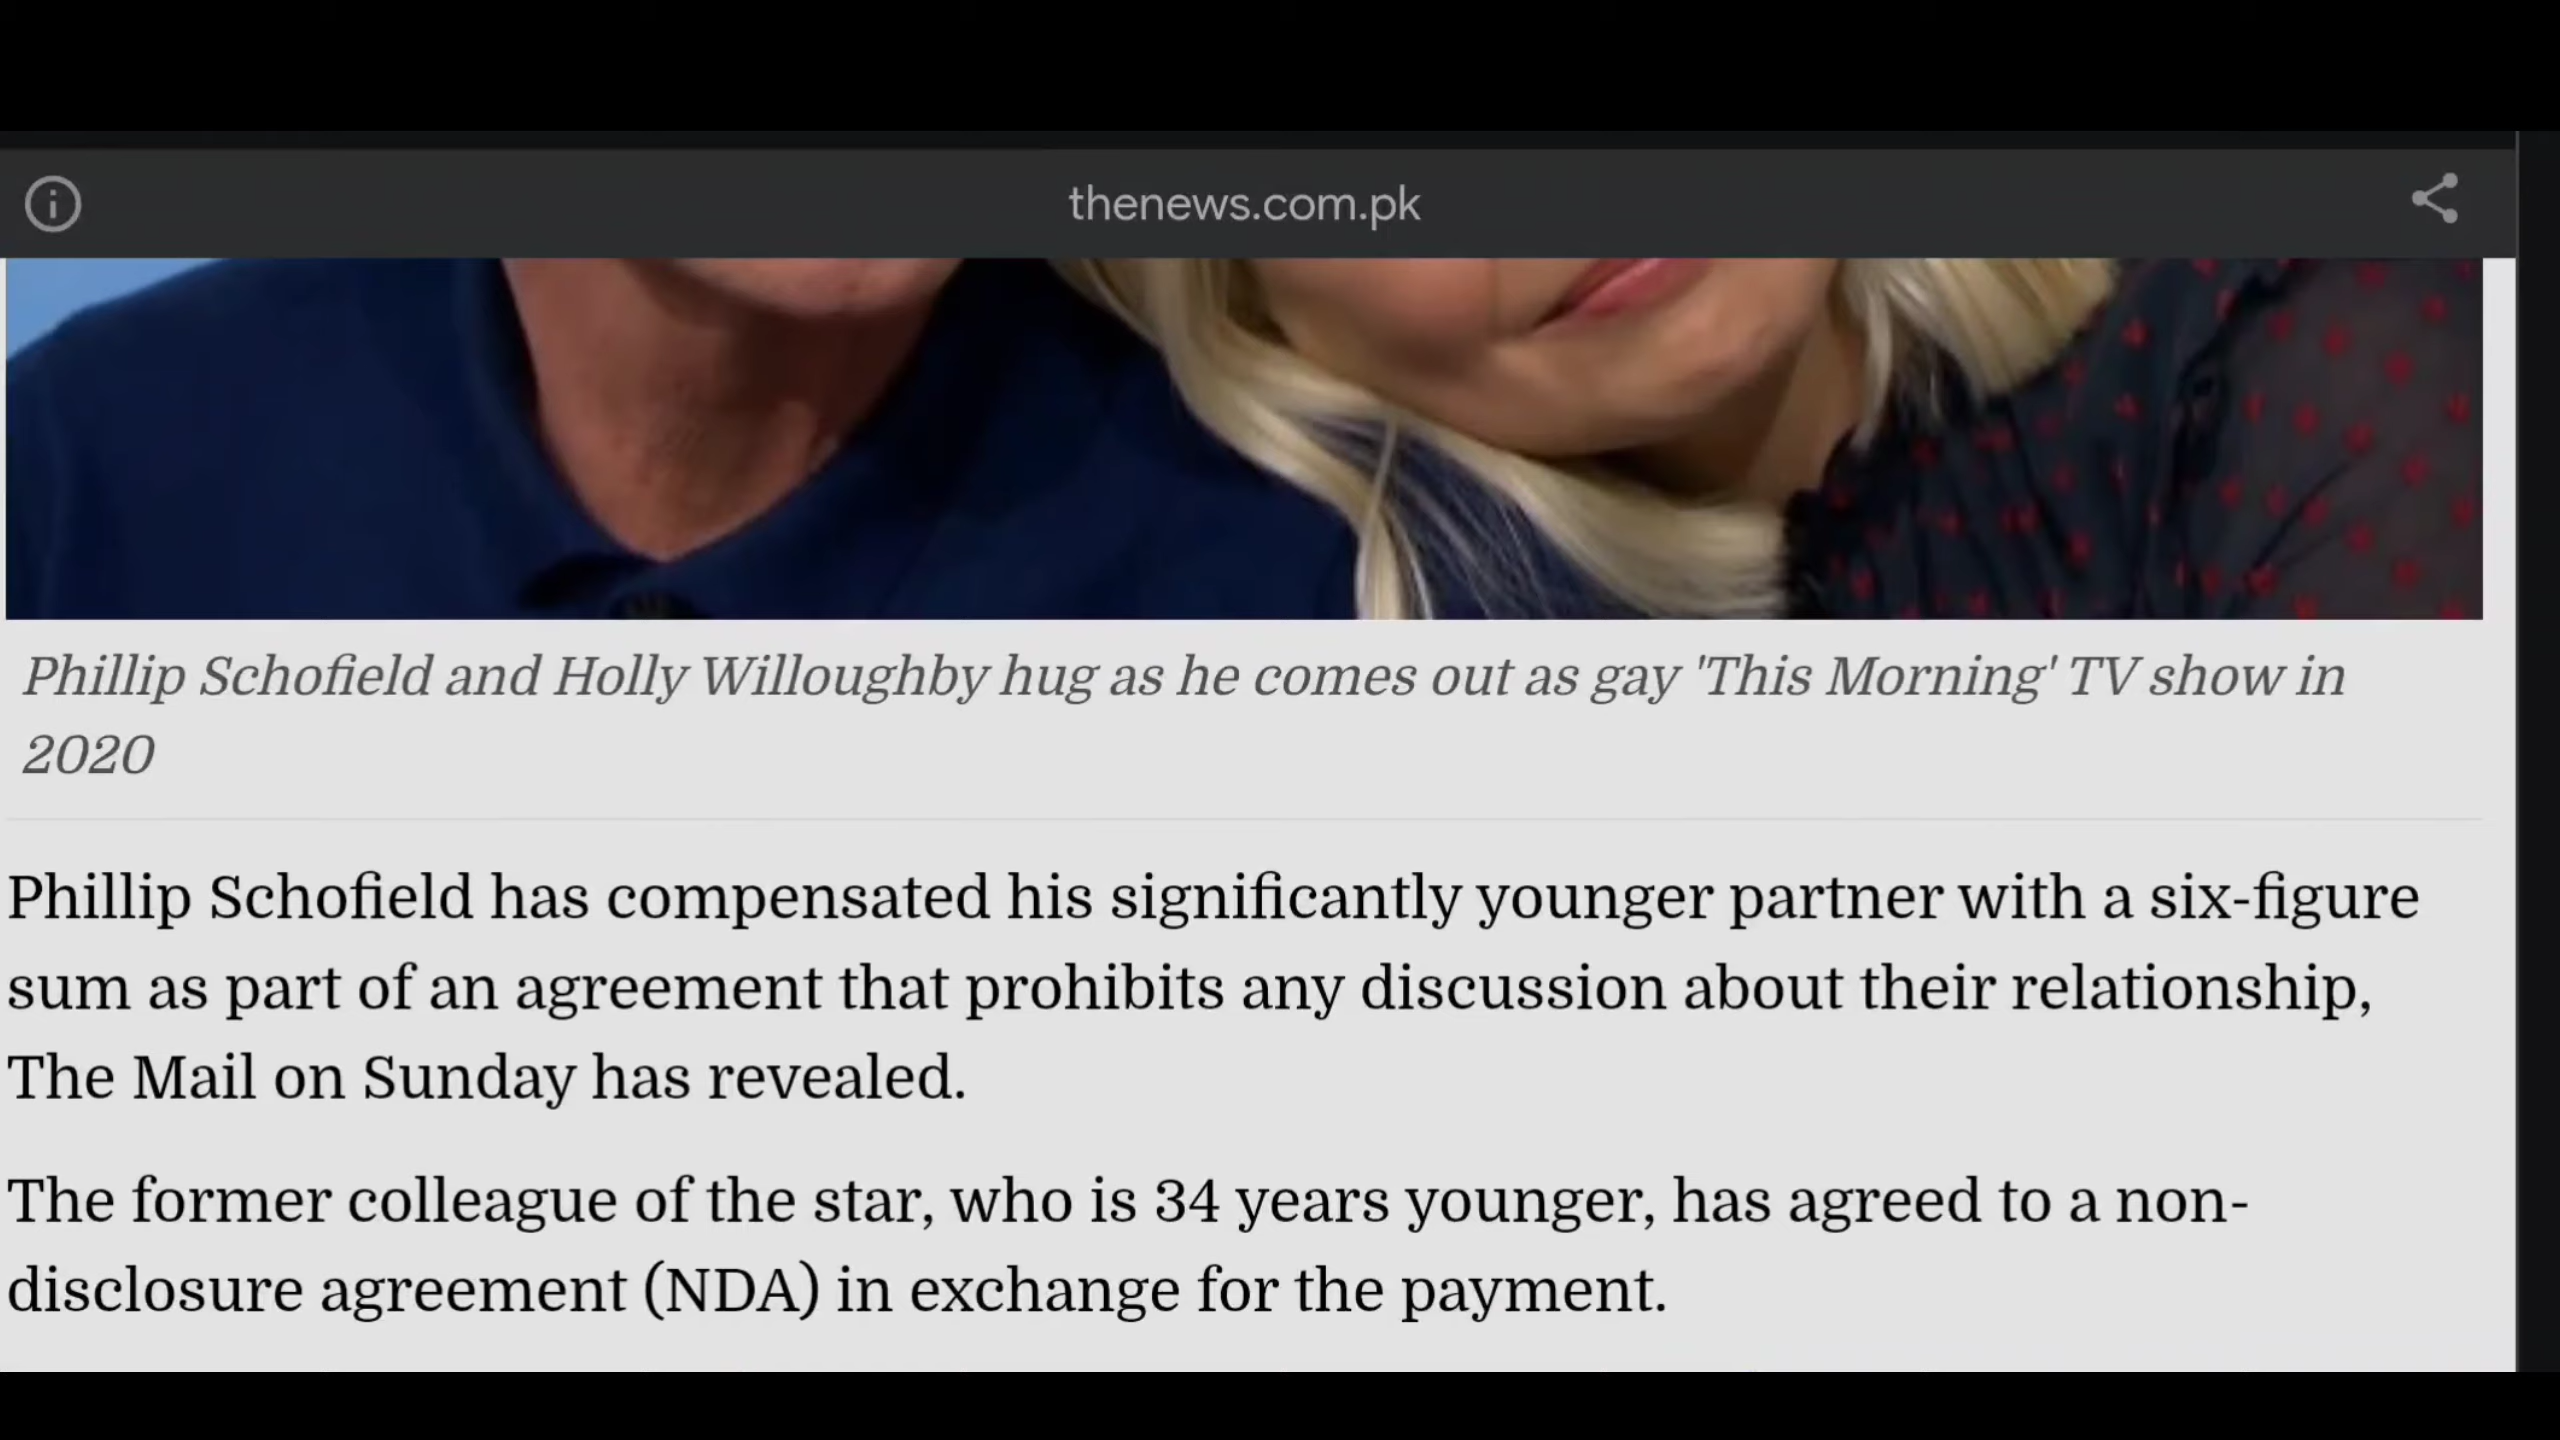 thenews.com.pk
Phillip Schofield and Holly Willoughby hug as he comes out as gay 'This Morning' TV show in
2020
Phillip Schofield has compensated his significantly younger partner with a six-figure
sum as part of an agreement that prohibits any discussion about their relationship,
The Mail on Sunday has revealed.
The former colleague of the star, who is 34 years younger, has agreed to a non-
disclosure agreement (NDA) in exchange for the payment.